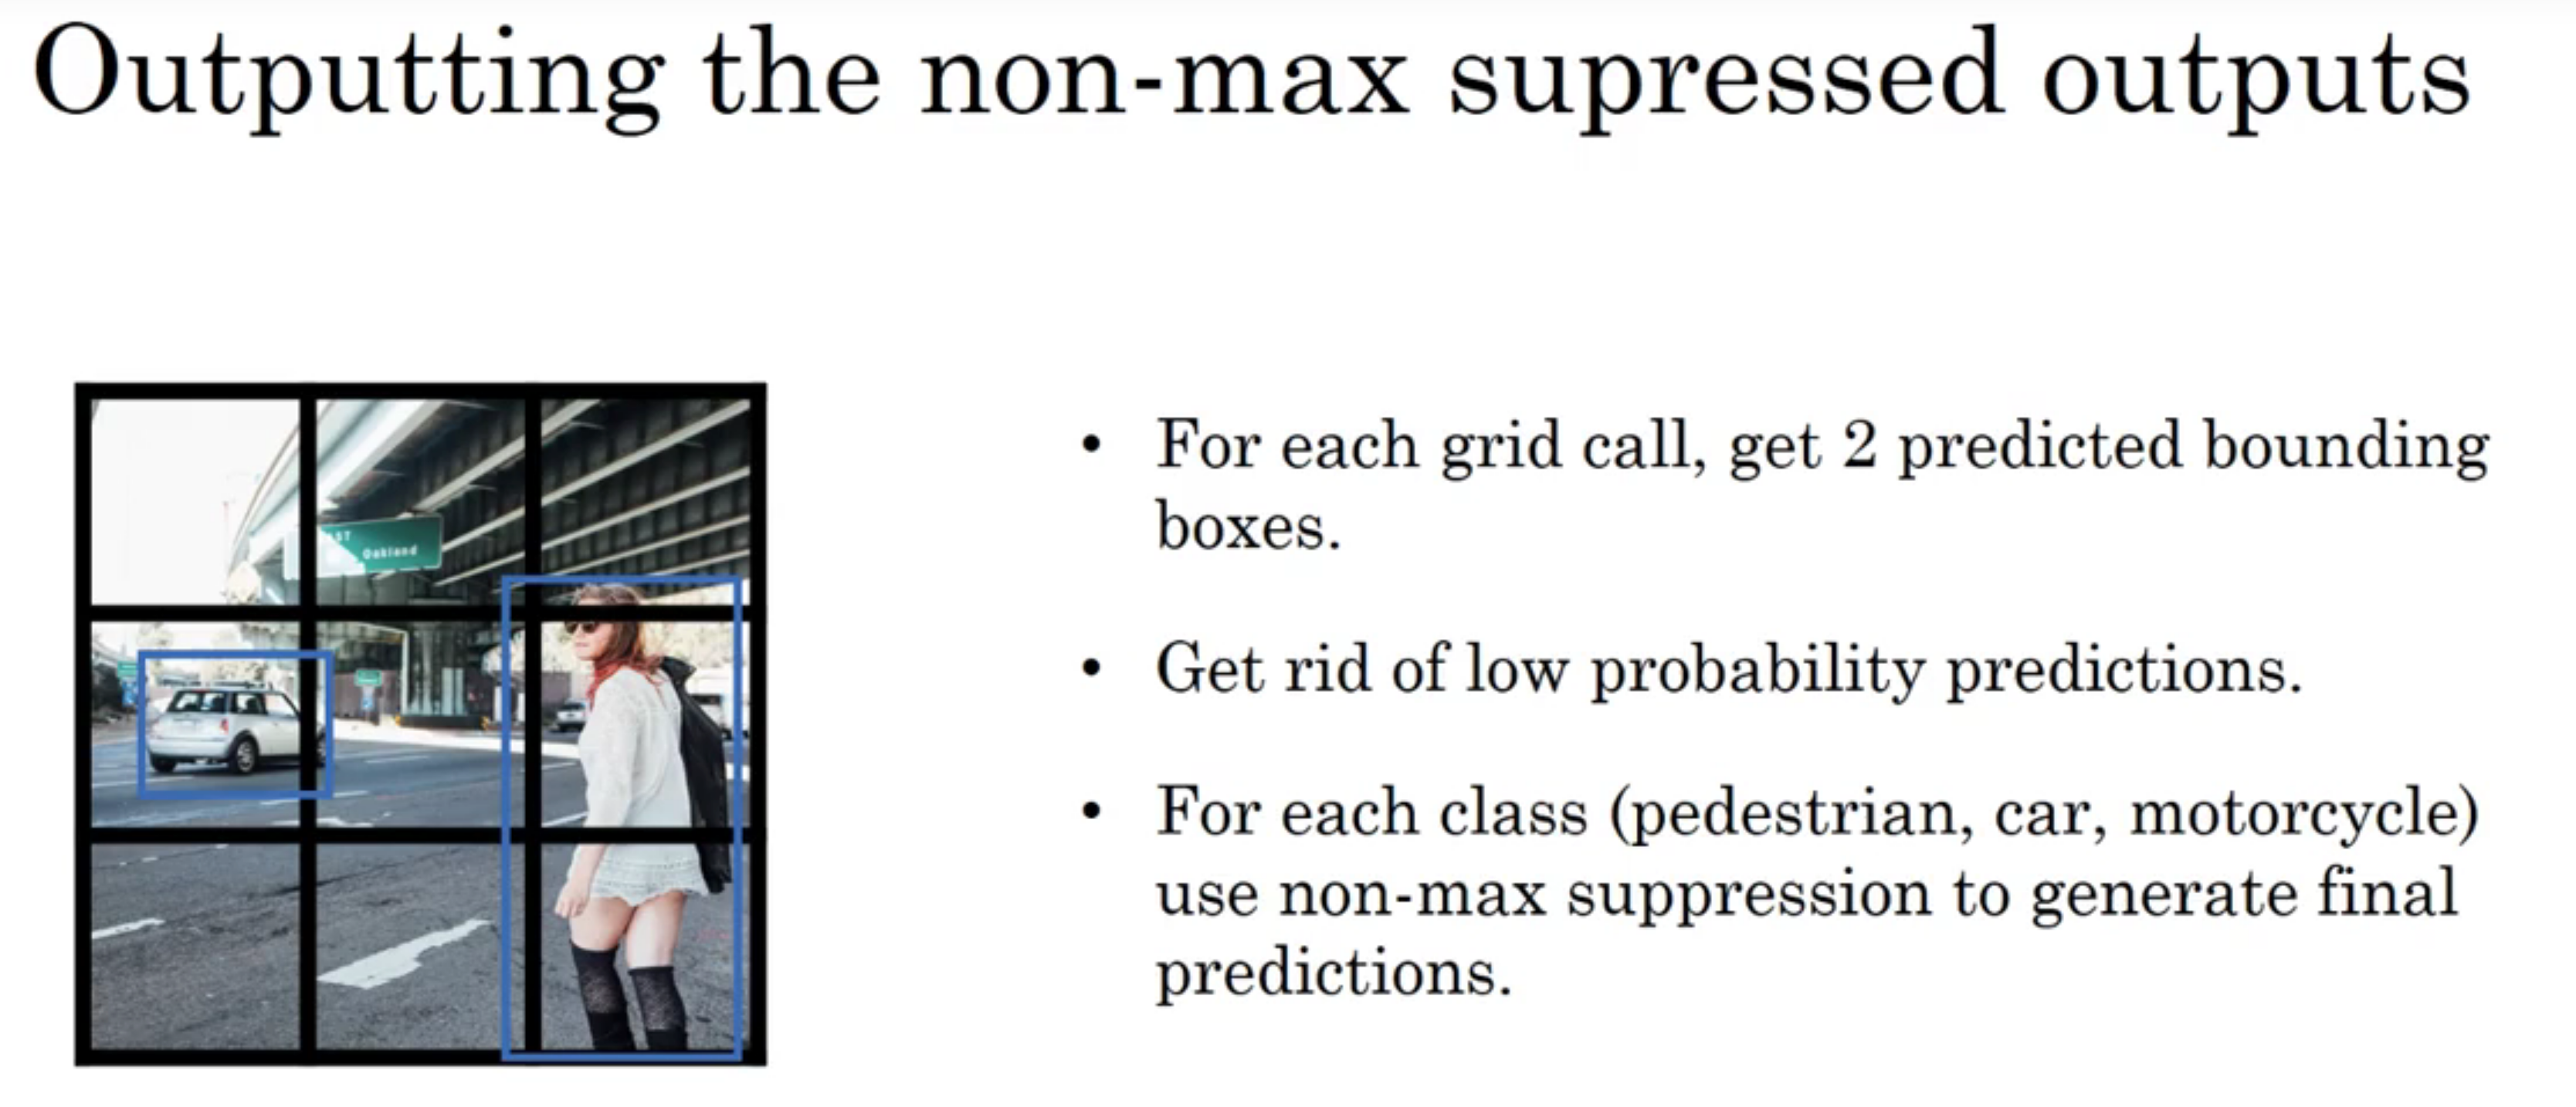 Outputting the non-max supressed outputs
ST
Oakland
• For each grid call, get 2 predicted bounding
boxes.
• Get rid of low probability predictions.
• For each class (pedestrian, car, motorcycle)
use non-max suppression to generate final
predictions.